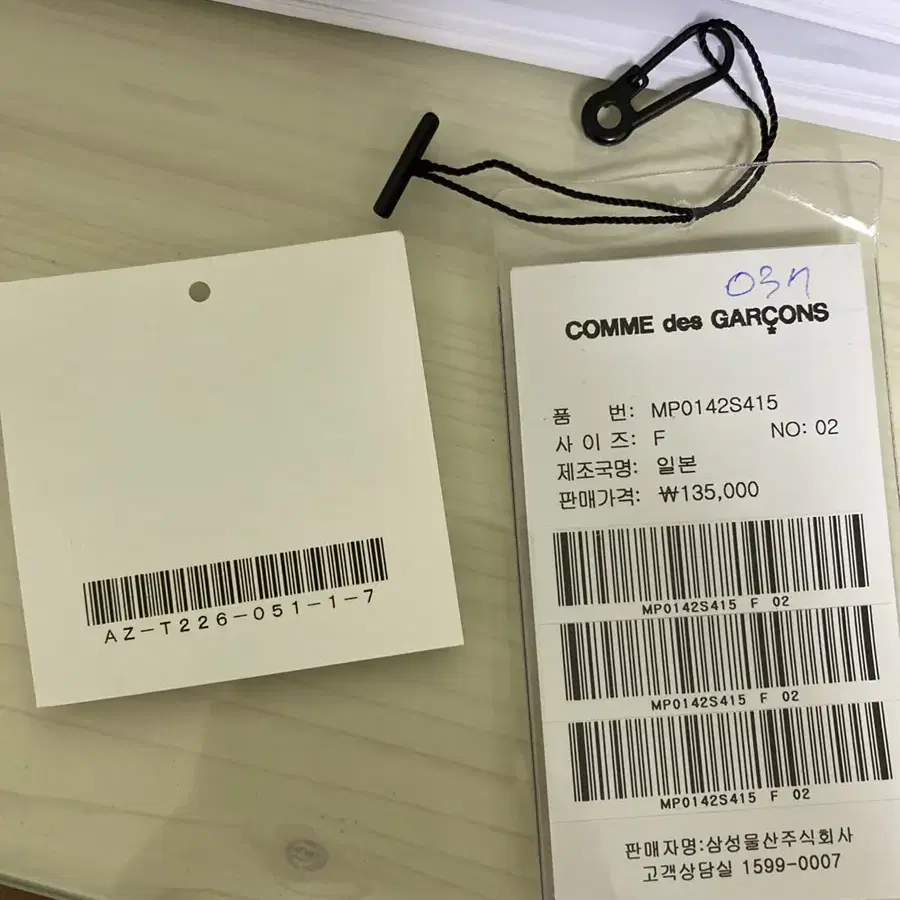 AZ-T226-051-1-7
COMME des GARÇONS
품 번: MP0142S415
사 이 즈: F NO: 02
제조국명: 일본
판매가격: ₩135,000
MP0142S415 F 02
MP0142S415 F 02
MP0142S415 F 02
판매자명:삼성물산주식회사
고객상담실 1599-0007